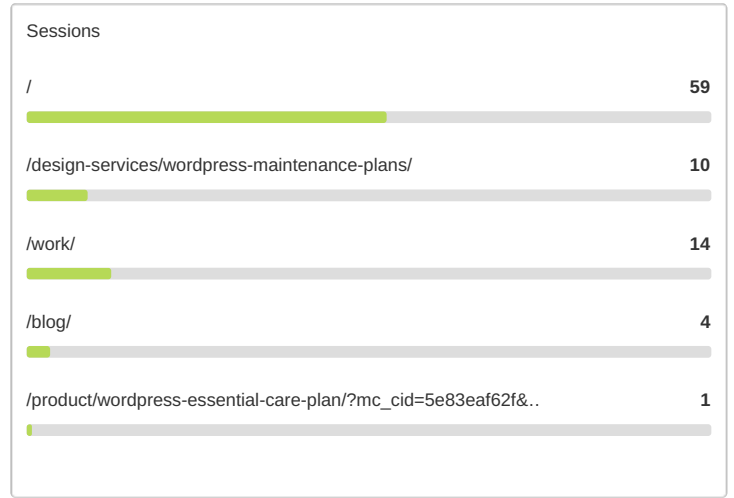 Sessions
/ 59
/design-services/wordpress-maintenance-plans/ 10
/work/ 14
/blog/ 4
/product/wordpress-essential-care-plan/?mc_cid=5e83eaf62f&.. 1